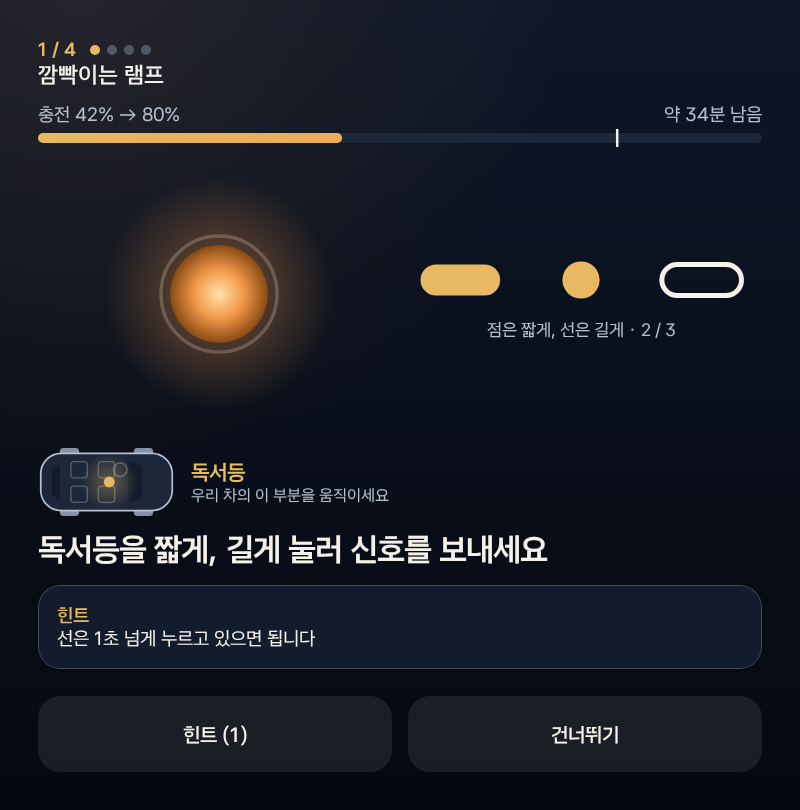 1 / 4
깜빡이는 램프
충전 42% → 80%
약 34분 남음
점은 짧게, 선은 길게 · 2 / 3
독서등
우리 차의 이 부분을 움직이세요
독서등을 짧게, 길게 눌러 신호를 보내세요
힌트
선은 1초 넘게 누르고 있으면 됩니다
힌트 (1)
건너뛰기